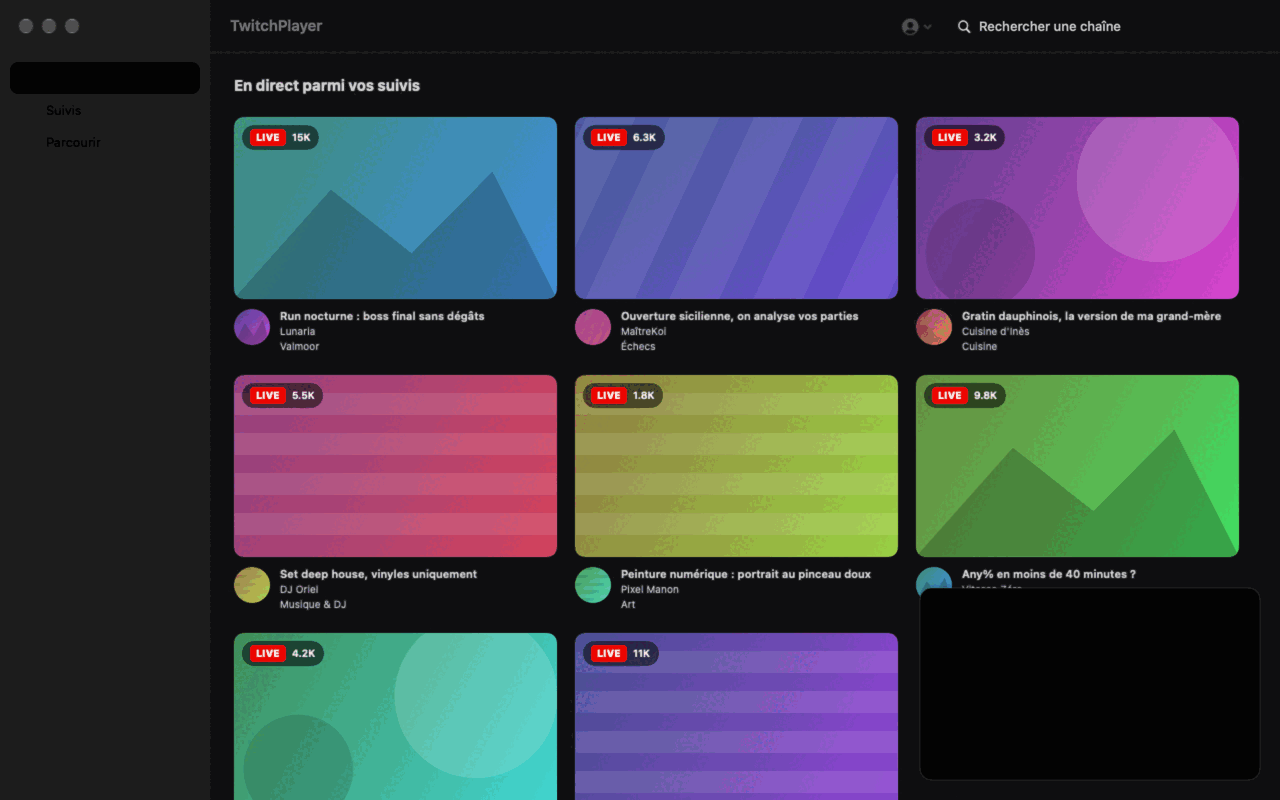 TwitchPlayer
Rechercher une chaîne
Suivis
Parcourir
En direct parmi vos suivis
LIVE 15K
LIVE 6.3K
LIVE 3.2K
Run nocturne : boss final sans dégâts
Lunaria
Valmoor
Ouverture sicilienne, on analyse vos parties
MaîtreKoi
Échecs
Gratin dauphinois, la version de ma grand-mère
Cuisine d'Inès
Cuisine
LIVE 5.5K
LIVE 1.8K
LIVE 9.8K
Set deep house, vinyles uniquement
DJ Oriel
Musique & DJ
Peinture numérique : portrait au pinceau doux
Pixel Manon
Art
Any% en moins de 40 minutes ?
LIVE 4.2K
LIVE 11K